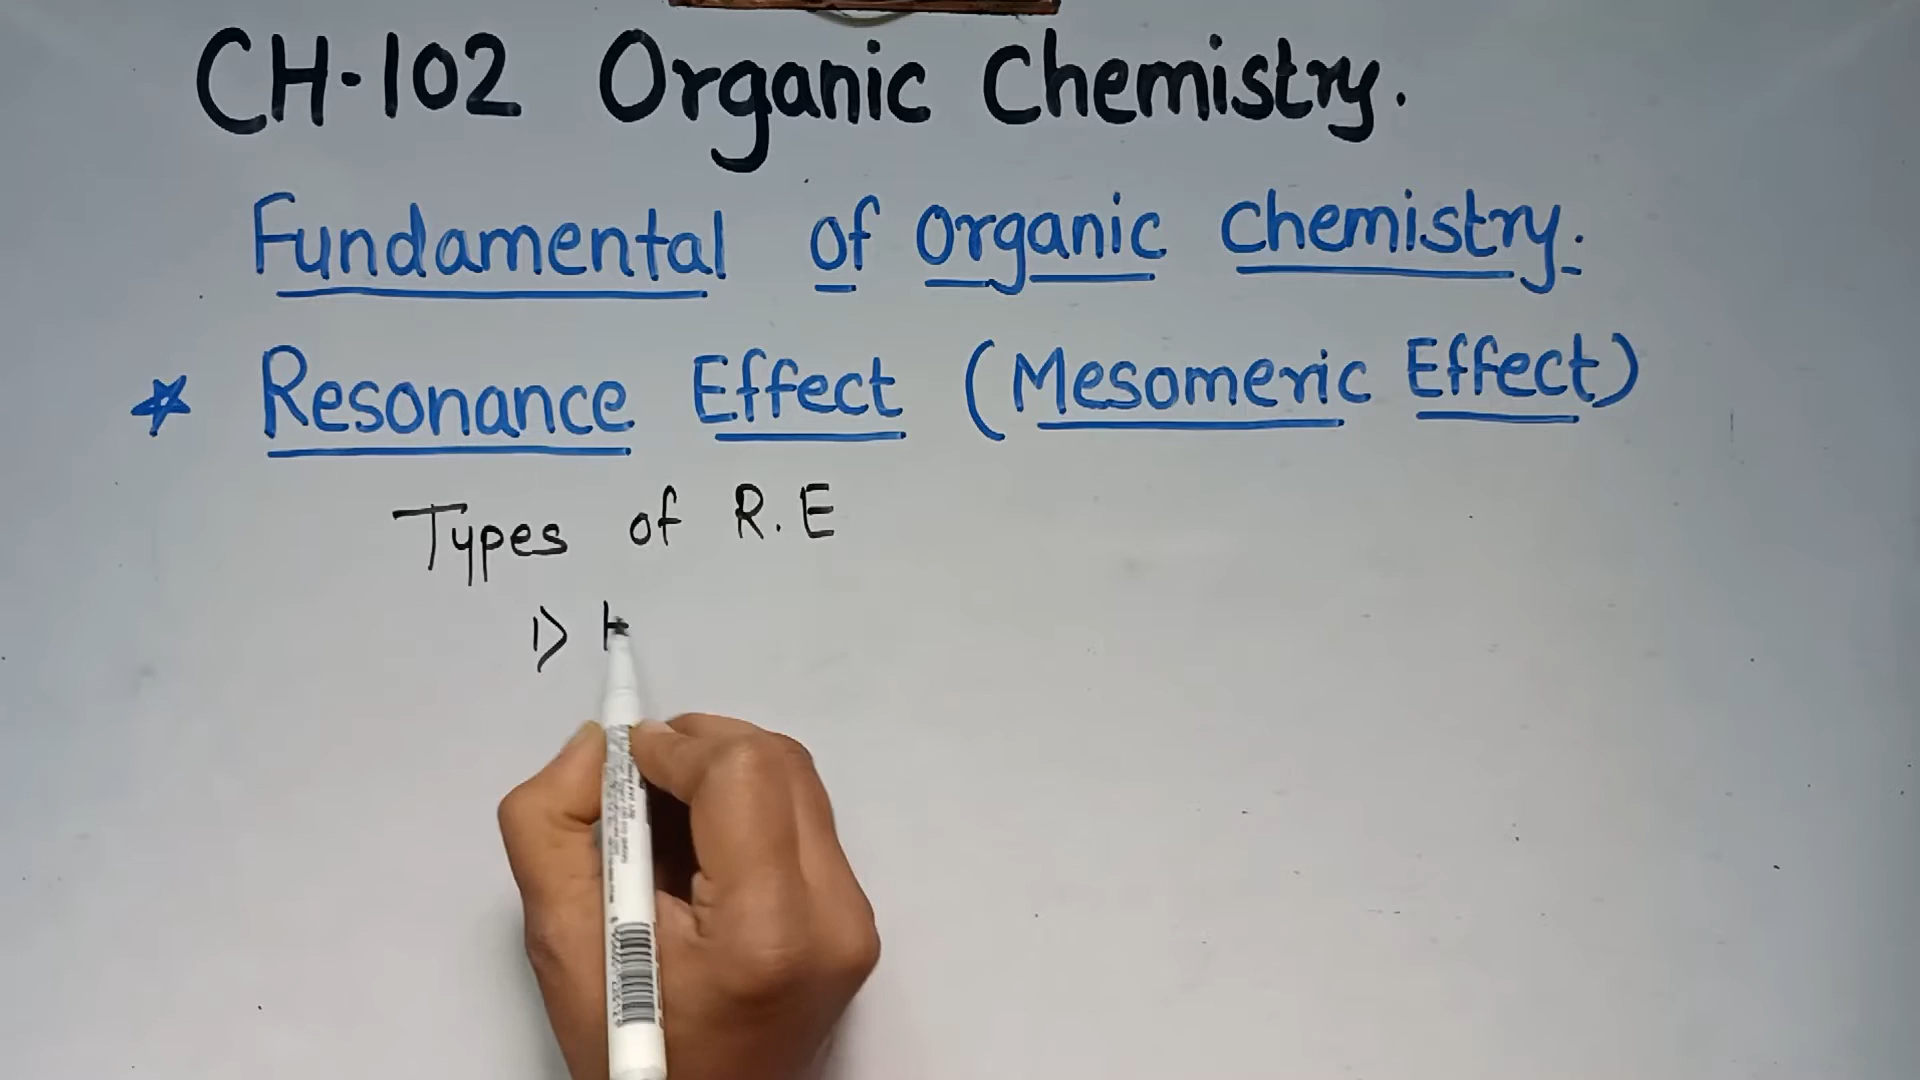 CH-102 Organic Chemistry.
Fundamental of Organic Chemistry.
* Resonance Effect (Mesomeric Effect)
Types of R.E
1)